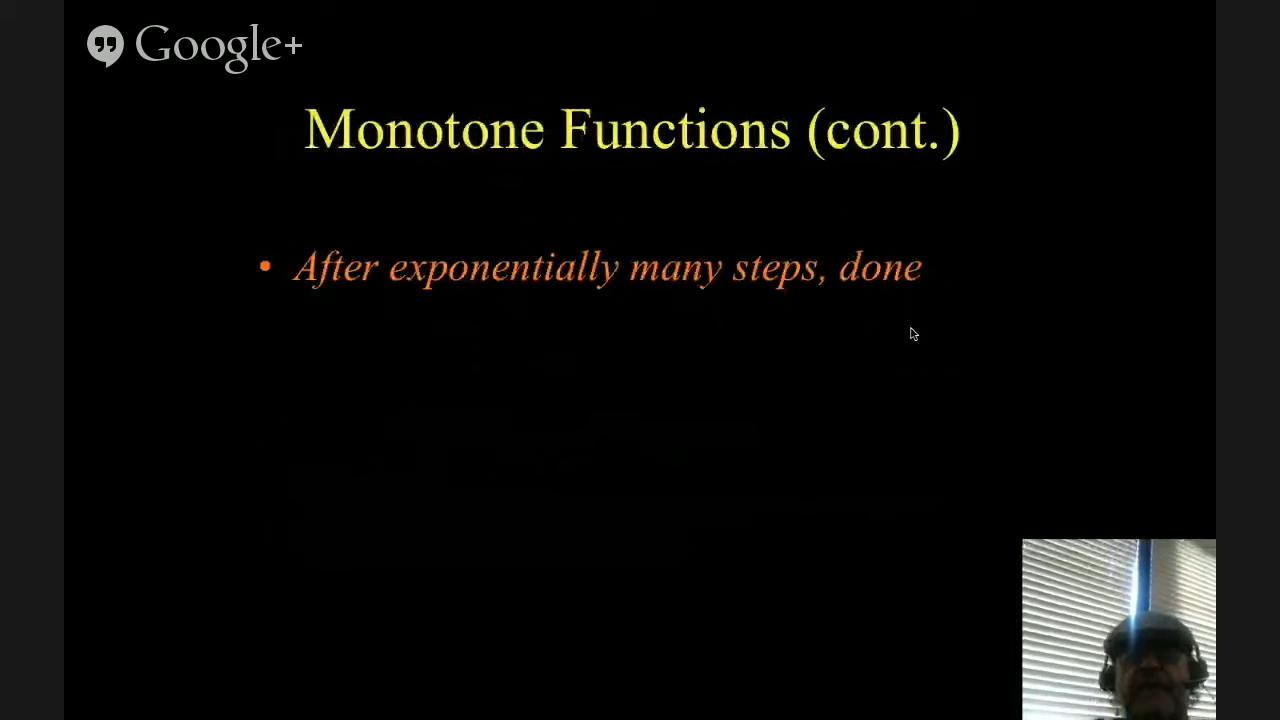 Google+
Monotone Functions (cont.)
• After exponentially many steps, done